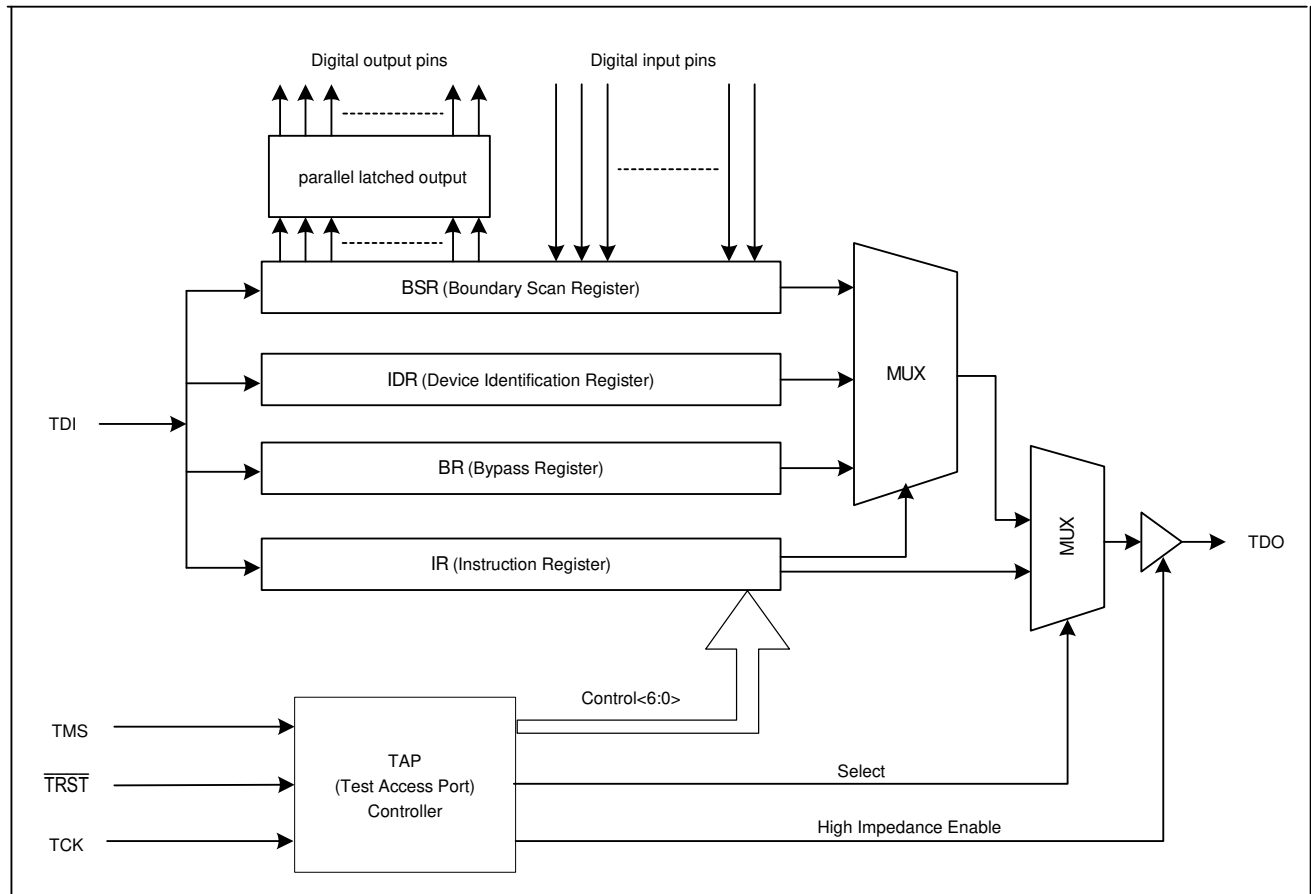 Digital output pins
Digital input pins
parallel latched output
BSR (Boundary Scan Register)
IDR (Device Identification Register)
MUX
TDI
BR (Bypass Register)
MUX
IR (Instruction Register)
TDO
Control<6:0>
TMS
TAP
(Test Access Port)
Controller
TRST
Select
TCK
High Impedance Enable